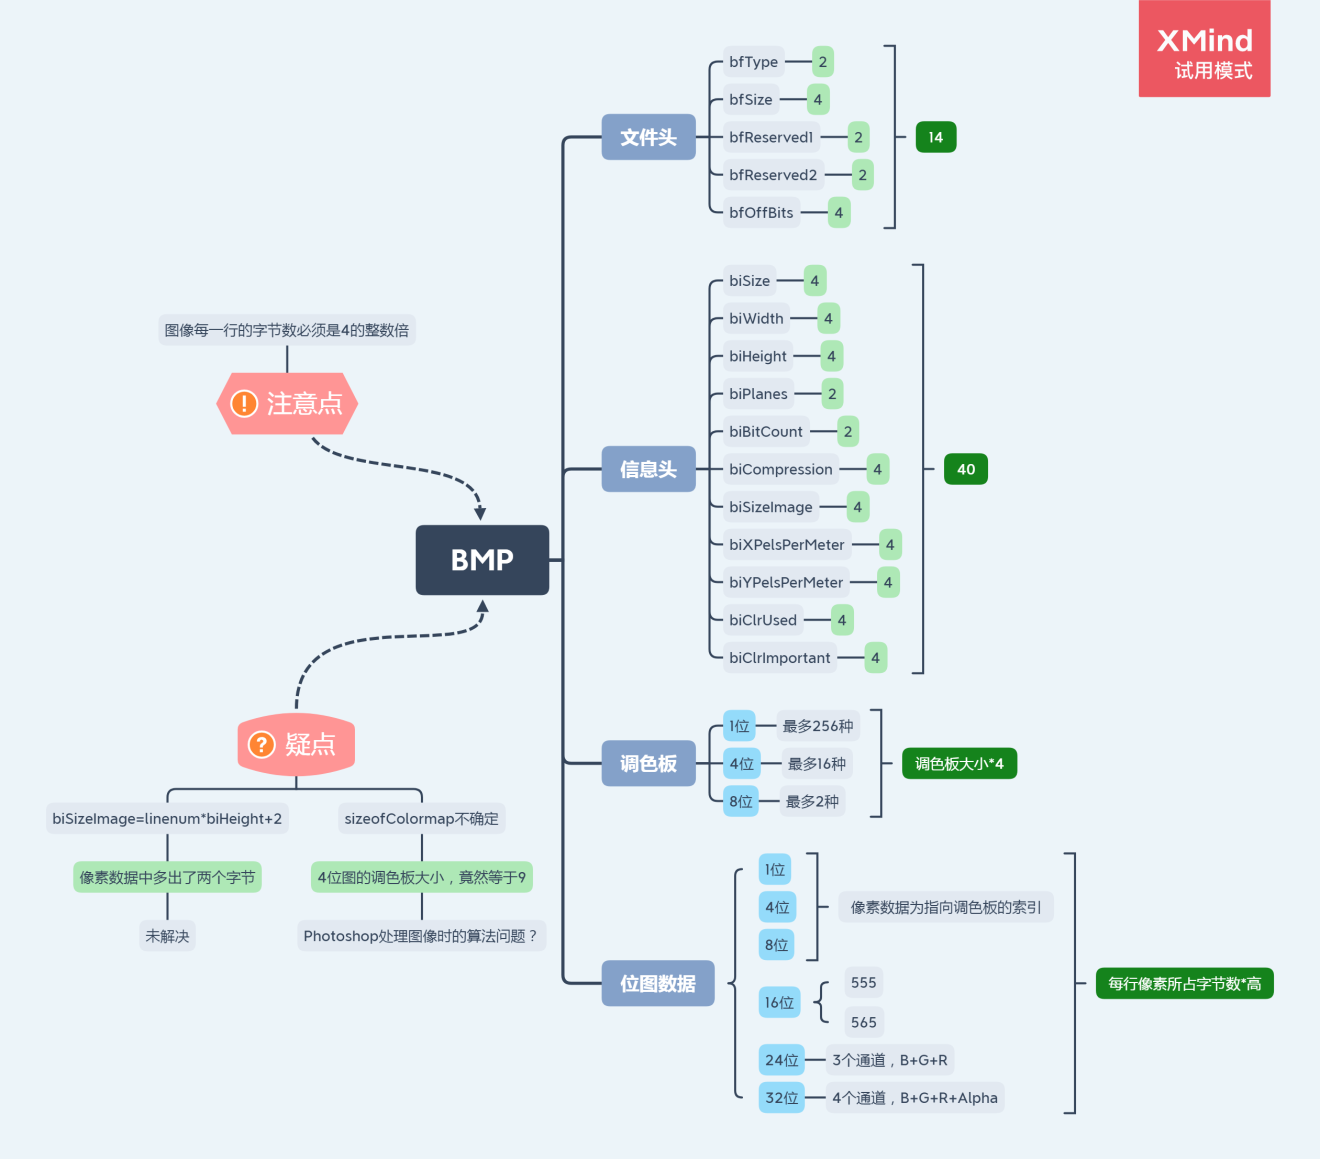 XMind
试用模式
BMP
文件头
bfType
2
bfSize
4
bfReserved1
2
bfReserved2
2
bfOffBits
4
14
信息头
biSize
4
biWidth
4
biHeight
4
biPlanes
2
biBitCount
2
biCompression
4
biSizeImage
4
biXPelsPerMeter
4
biYPelsPerMeter
4
biClrUsed
4
biClrImportant
4
40
调色板
1位
最多256种
4位
最多16种
8位
最多2种
调色板大小*4
位图数据
1位
4位
8位
像素数据为指向调色板的索引
16位
555
565
24位
3个通道，B+G+R
32位
4个通道，B+G+R+Alpha
每行像素所占字节数*高
图像每一行的字节数必须是4的整数倍
! 注意点
? 疑点
biSizeImage=linenum*biHeight+2
像素数据中多出了两个字节
未解决
sizeofColormap不确定
4位图的调色板大小，竟然等于9
Photoshop处理图像时的算法问题？